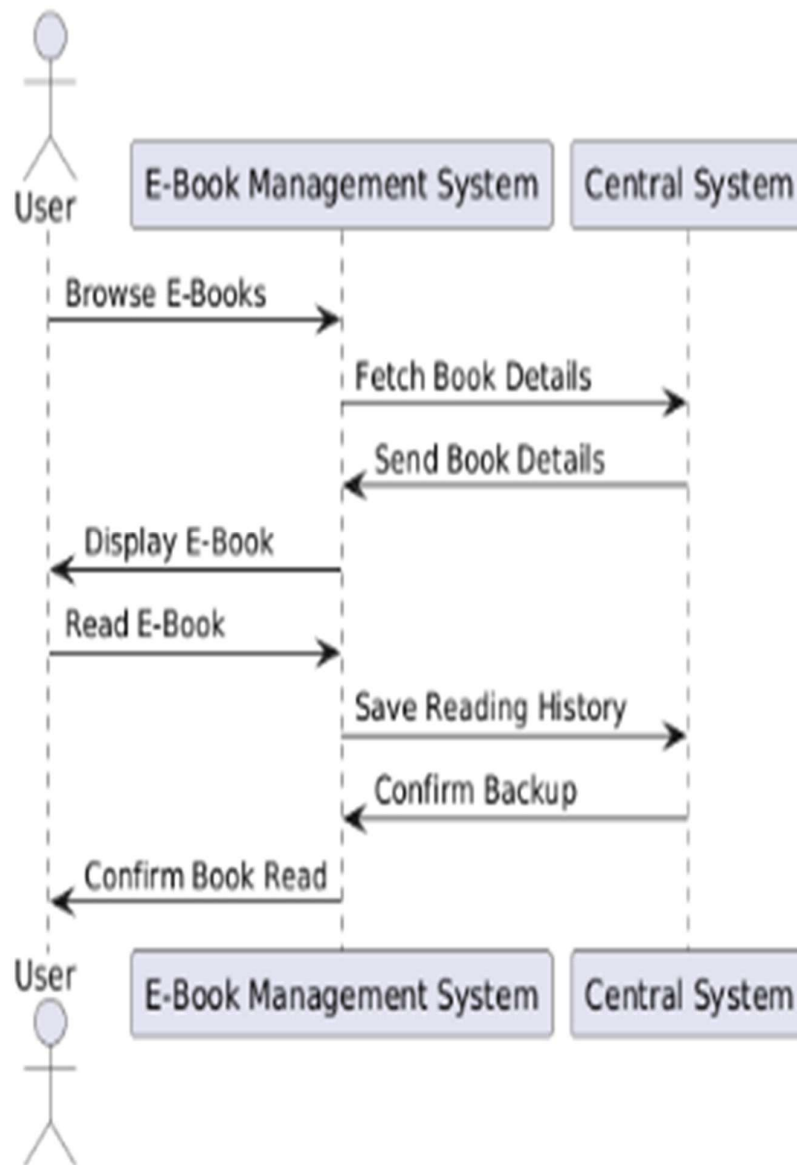 User
E-Book Management System
Central System
Browse E-Books
Fetch Book Details
Send Book Details
Display E-Book
Read E-Book
Save Reading History
Confirm Backup
Confirm Book Read
User
E-Book Management System
Central System